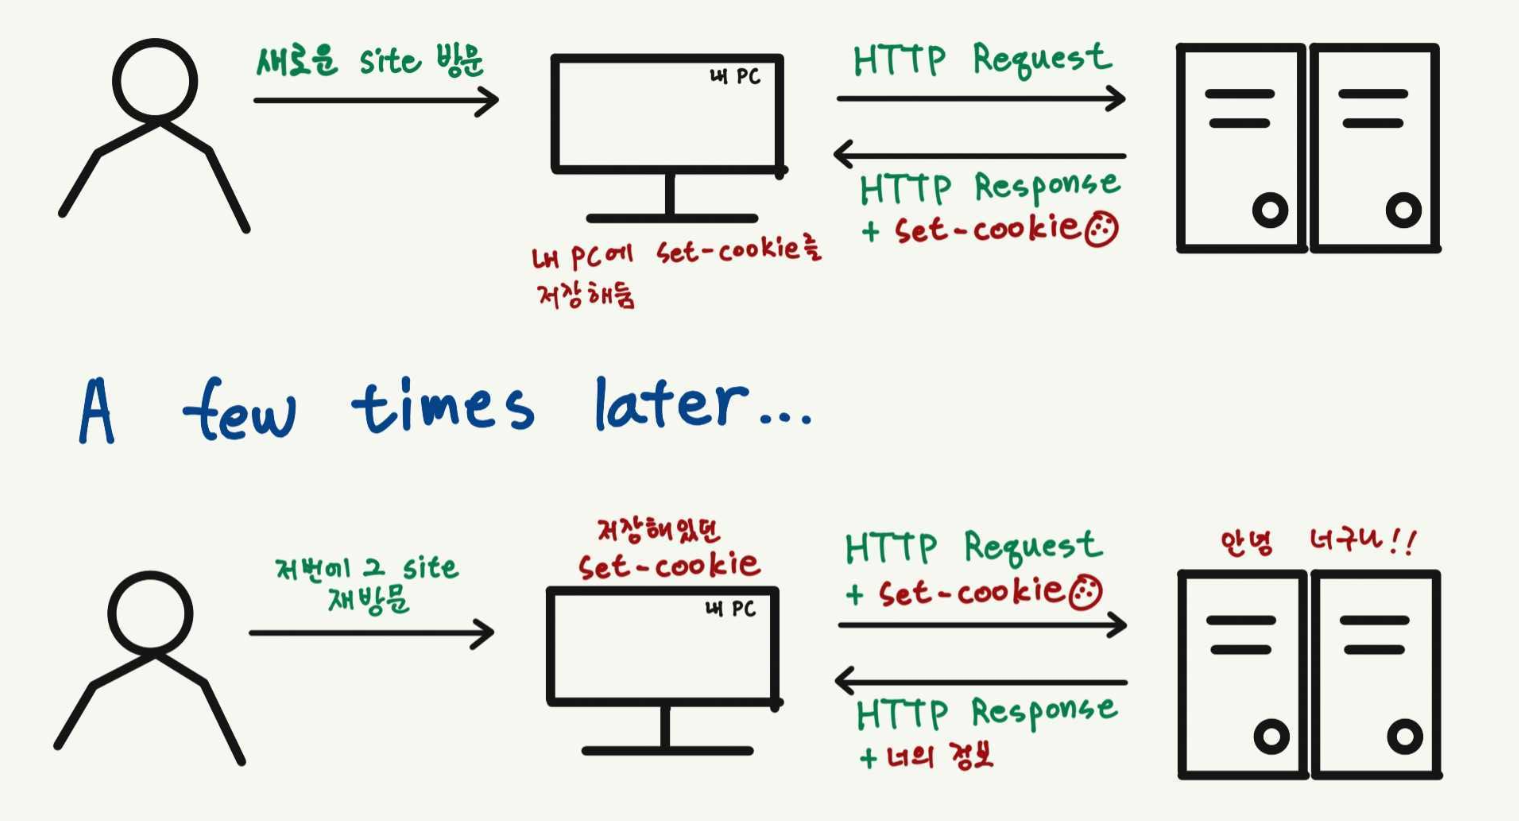 새로운 site 방문
내 PC
HTTP Request
HTTP Response
+ Set-cookie
내 PC에 Set-cookie를
저장해둠
A few times later...
저번에 그 site
재방문
저장해있던
Set-cookie
내 PC
HTTP Request
+ Set-cookie
HTTP Response
+ 너의 정보
안녕 너구나!!